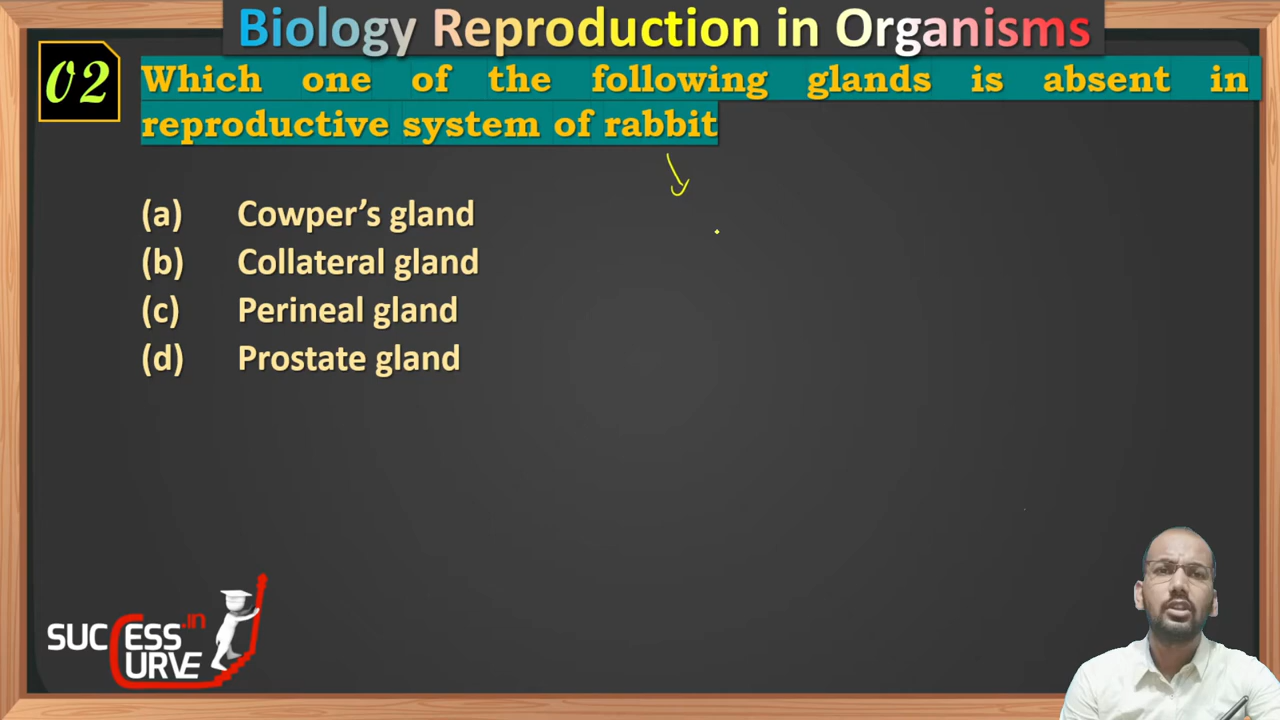 Biology Reproduction in Organisms
02
Which one of the following glands is absent in
reproductive system of rabbit
(a) Cowper’s gland
(b) Collateral gland
(c) Perineal gland
(d) Prostate gland
SUCCESS.in
CURVE